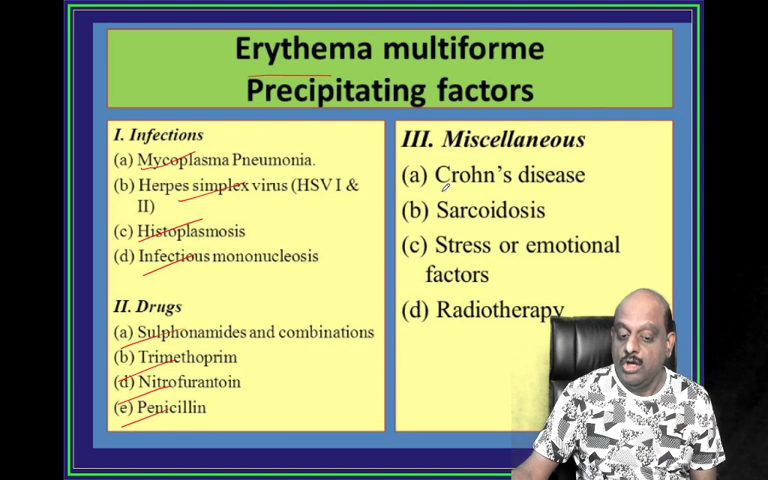 Erythema multiforme
Precipitating factors
I. Infections
(a) Mycoplasma Pneumonia.
(b) Herpes simplex virus (HSV I &
II)
(c) Histoplasmosis
(d) Infectious mononucleosis
II. Drugs
(a) Sulphonamides and combinations
(b) Trimethoprim
(d) Nitrofurantoin
(e) Penicillin
III. Miscellaneous
(a) Crohn's disease
(b) Sarcoidosis
(c) Stress or emotional
factors
(d) Radiotherapy